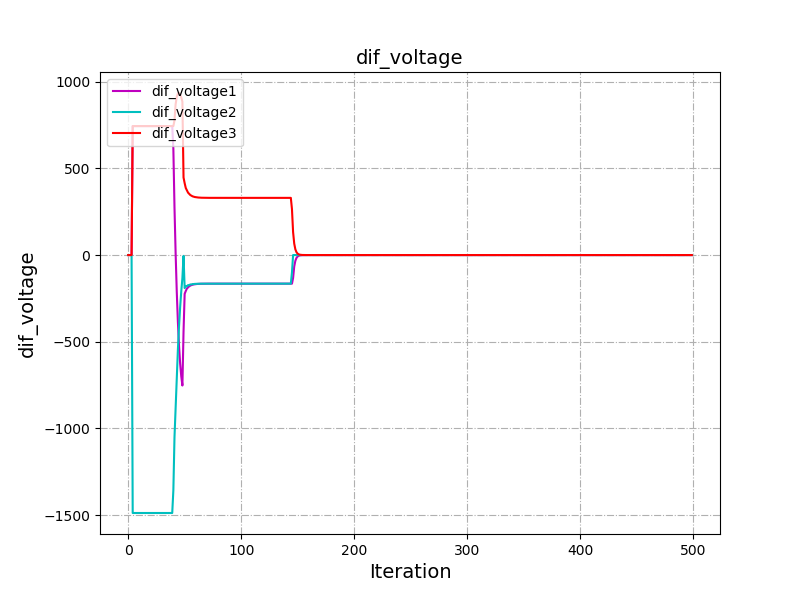 dif_voltage
dif_voltage1
dif_voltage2
dif_voltage3
1000
500
0
−500
−1000
−1500
dif_voltage
0 100 200 300 400 500
Iteration